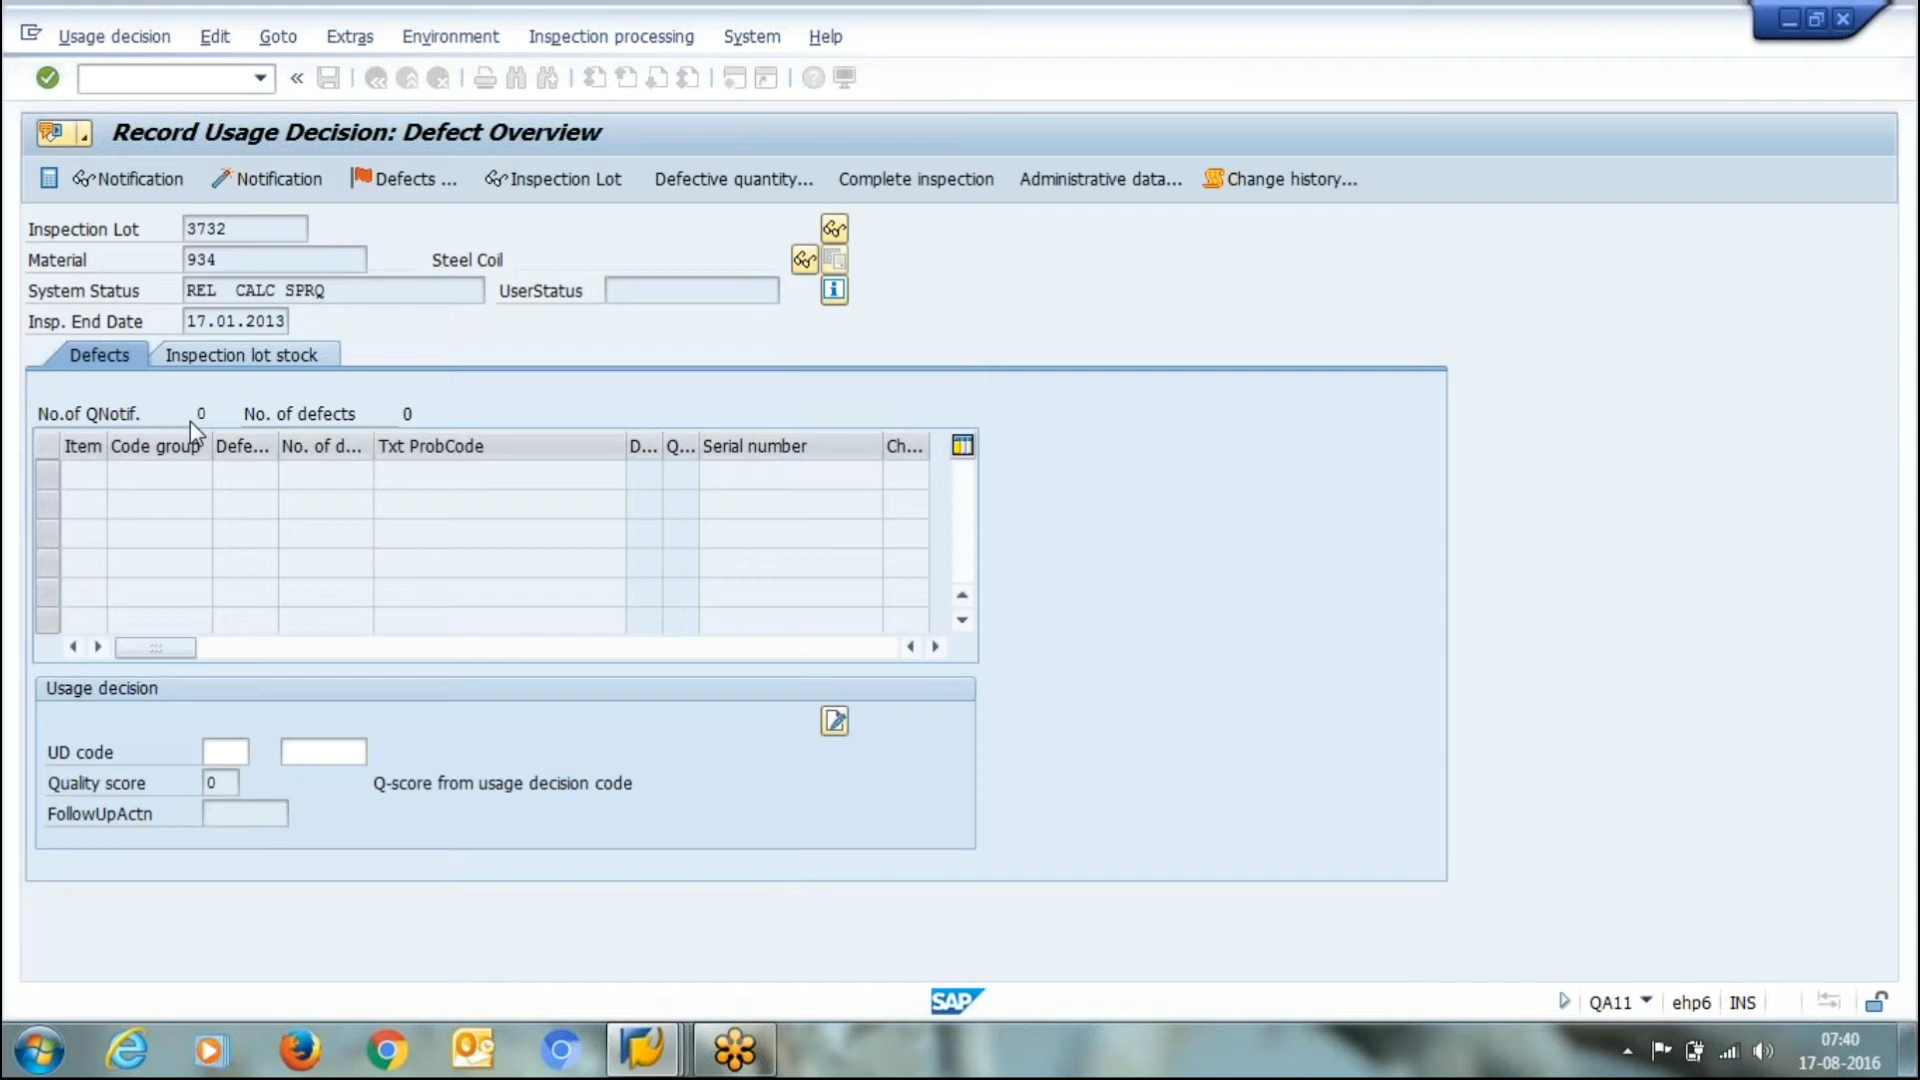 Usage decision Edit Goto Extras Environment Inspection processing System Help
Record Usage Decision: Defect Overview
Notification Notification Defects ... Inspection Lot Defective quantity... Complete inspection Administrative data... Change history...
Inspection Lot 3732
Material 934 Steel Coil
System Status REL CALC SPRQ UserStatus
Insp. End Date 17.01.2013
Defects Inspection lot stock
No.of QNotif. 0 No. of defects 0
Item Code group Defe... No. of d... Txt ProbCode D... Q... Serial number Ch...
Usage decision
UD code
Quality score 0 Q-score from usage decision code
FollowUpActn
SAP QA11 ehp6 INS
07:40
17-08-2016